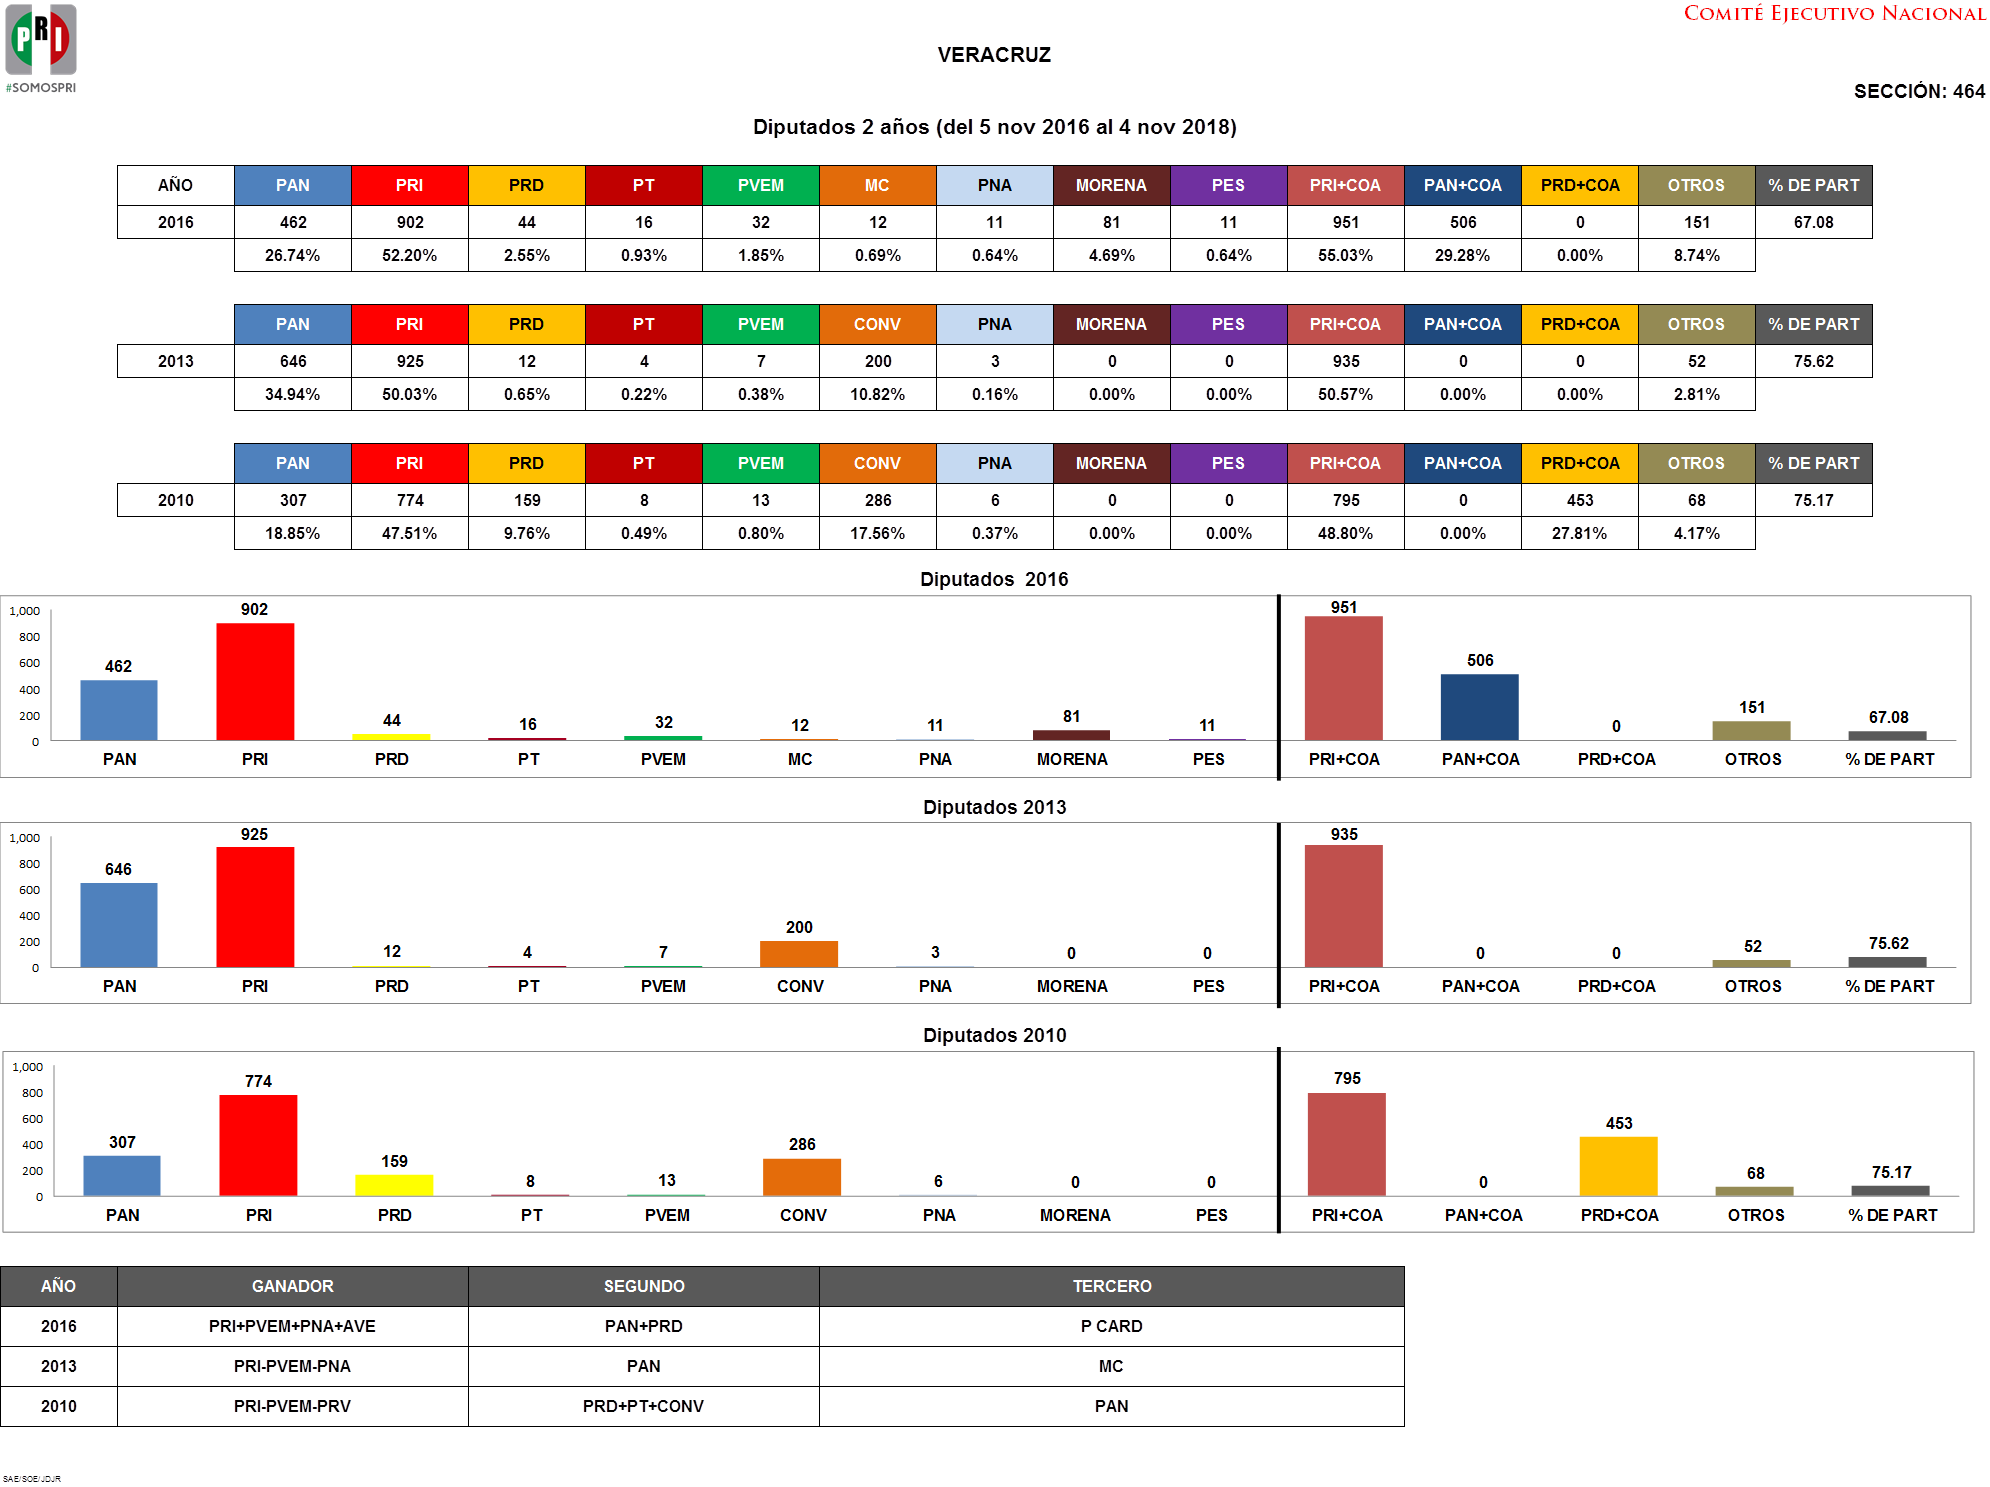 COMITÉ EJECUTIVO NACIONAL
PRI
#SOMOSPRI
VERACRUZ
SECCIÓN: 464
Diputados 2 años (del 5 nov 2016 al 4 nov 2018)
AÑO PAN PRI PRD PT PVEM MC PNA MORENA PES PRI+COA PAN+COA PRD+COA OTROS % DE PART
2016 462 902 44 16 32 12 11 81 11 951 506 0 151 67.08
26.74% 52.20% 2.55% 0.93% 1.85% 0.69% 0.64% 4.69% 0.64% 55.03% 29.28% 0.00% 8.74%
PAN PRI PRD PT PVEM CONV PNA MORENA PES PRI+COA PAN+COA PRD+COA OTROS % DE PART
2013 646 925 12 4 7 200 3 0 0 935 0 0 52 75.62
34.94% 50.03% 0.65% 0.22% 0.38% 10.82% 0.16% 0.00% 0.00% 50.57% 0.00% 0.00% 2.81%
PAN PRI PRD PT PVEM CONV PNA MORENA PES PRI+COA PAN+COA PRD+COA OTROS % DE PART
2010 307 774 159 8 13 286 6 0 0 795 0 453 68 75.17
18.85% 47.51% 9.76% 0.49% 0.80% 17.56% 0.37% 0.00% 0.00% 48.80% 0.00% 27.81% 4.17%
Diputados 2016
1,000
800
600
400
200
0
462 902 44 16 32 12 11 81 11 951 506 0 151 67.08
PAN PRI PRD PT PVEM MC PNA MORENA PES PRI+COA PAN+COA PRD+COA OTROS % DE PART
Diputados 2013
1,000
800
600
400
200
0
646 925 12 4 7 200 3 0 0 935 0 0 52 75.62
PAN PRI PRD PT PVEM CONV PNA MORENA PES PRI+COA PAN+COA PRD+COA OTROS % DE PART
Diputados 2010
1,000
800
600
400
200
0
307 774 159 8 13 286 6 0 0 795 0 453 68 75.17
PAN PRI PRD PT PVEM CONV PNA MORENA PES PRI+COA PAN+COA PRD+COA OTROS % DE PART
AÑO GANADOR SEGUNDO TERCERO
2016 PRI+PVEM+PNA+AVE PAN+PRD P CARD
2013 PRI-PVEM-PNA PAN MC
2010 PRI-PVEM-PRV PRD+PT+CONV PAN
SAE/SOE/JDJR